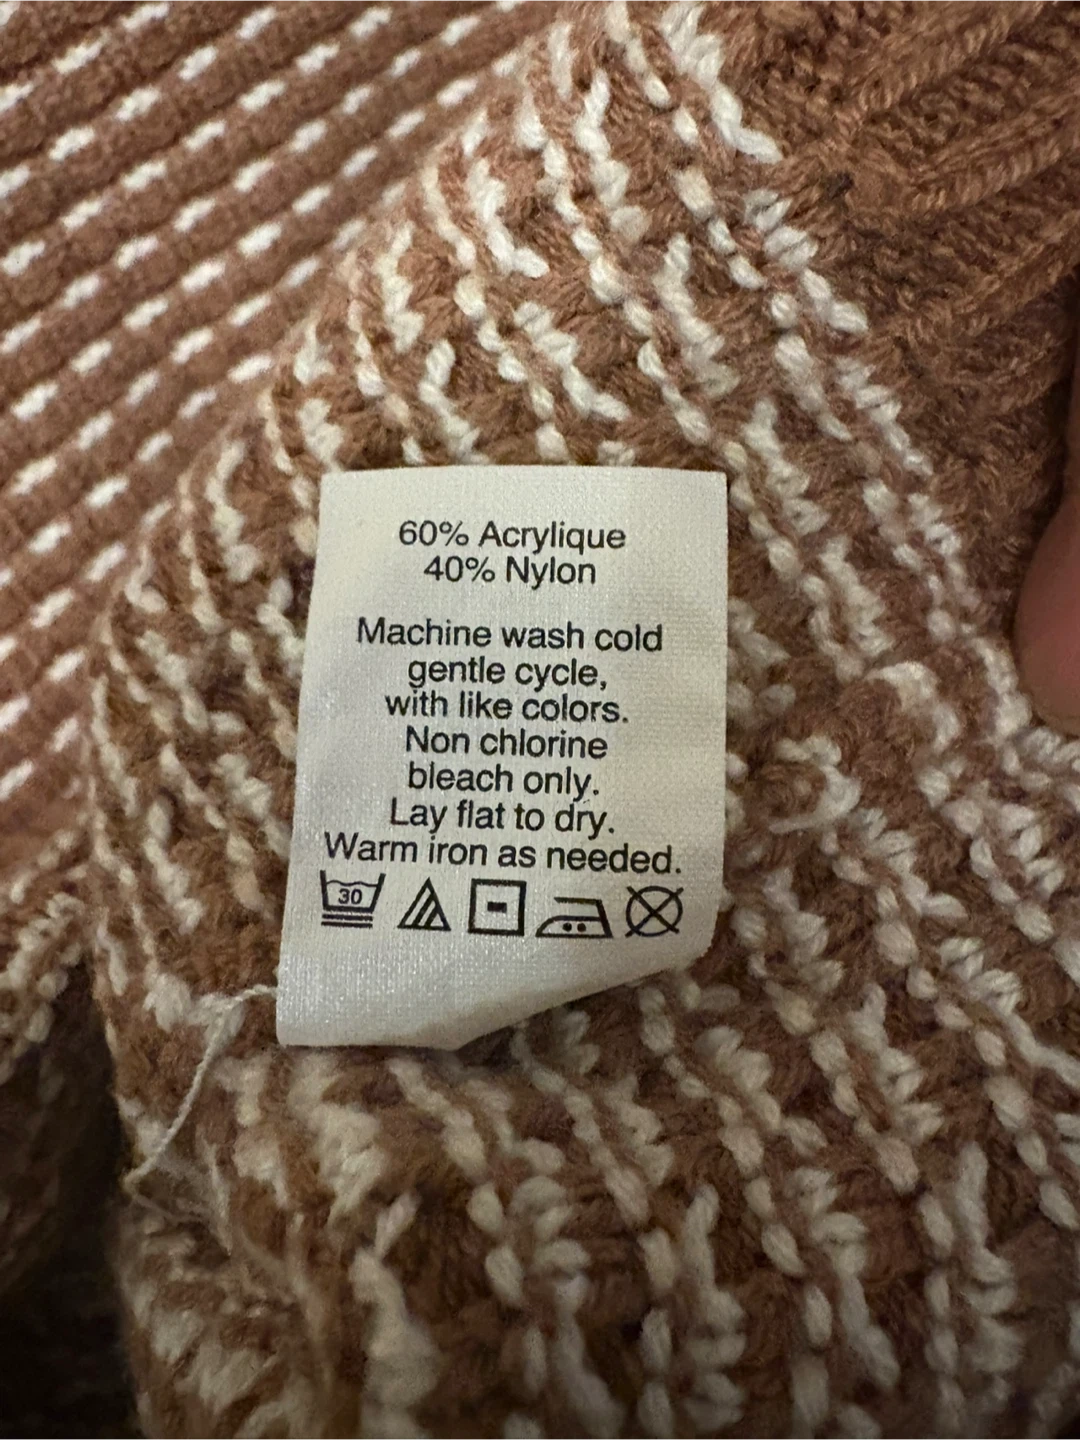 60% Acrylique
40% Nylon
Machine wash cold
gentle cycle,
with like colors.
Non chlorine
bleach only.
Lay flat to dry.
Warm iron as needed.
30